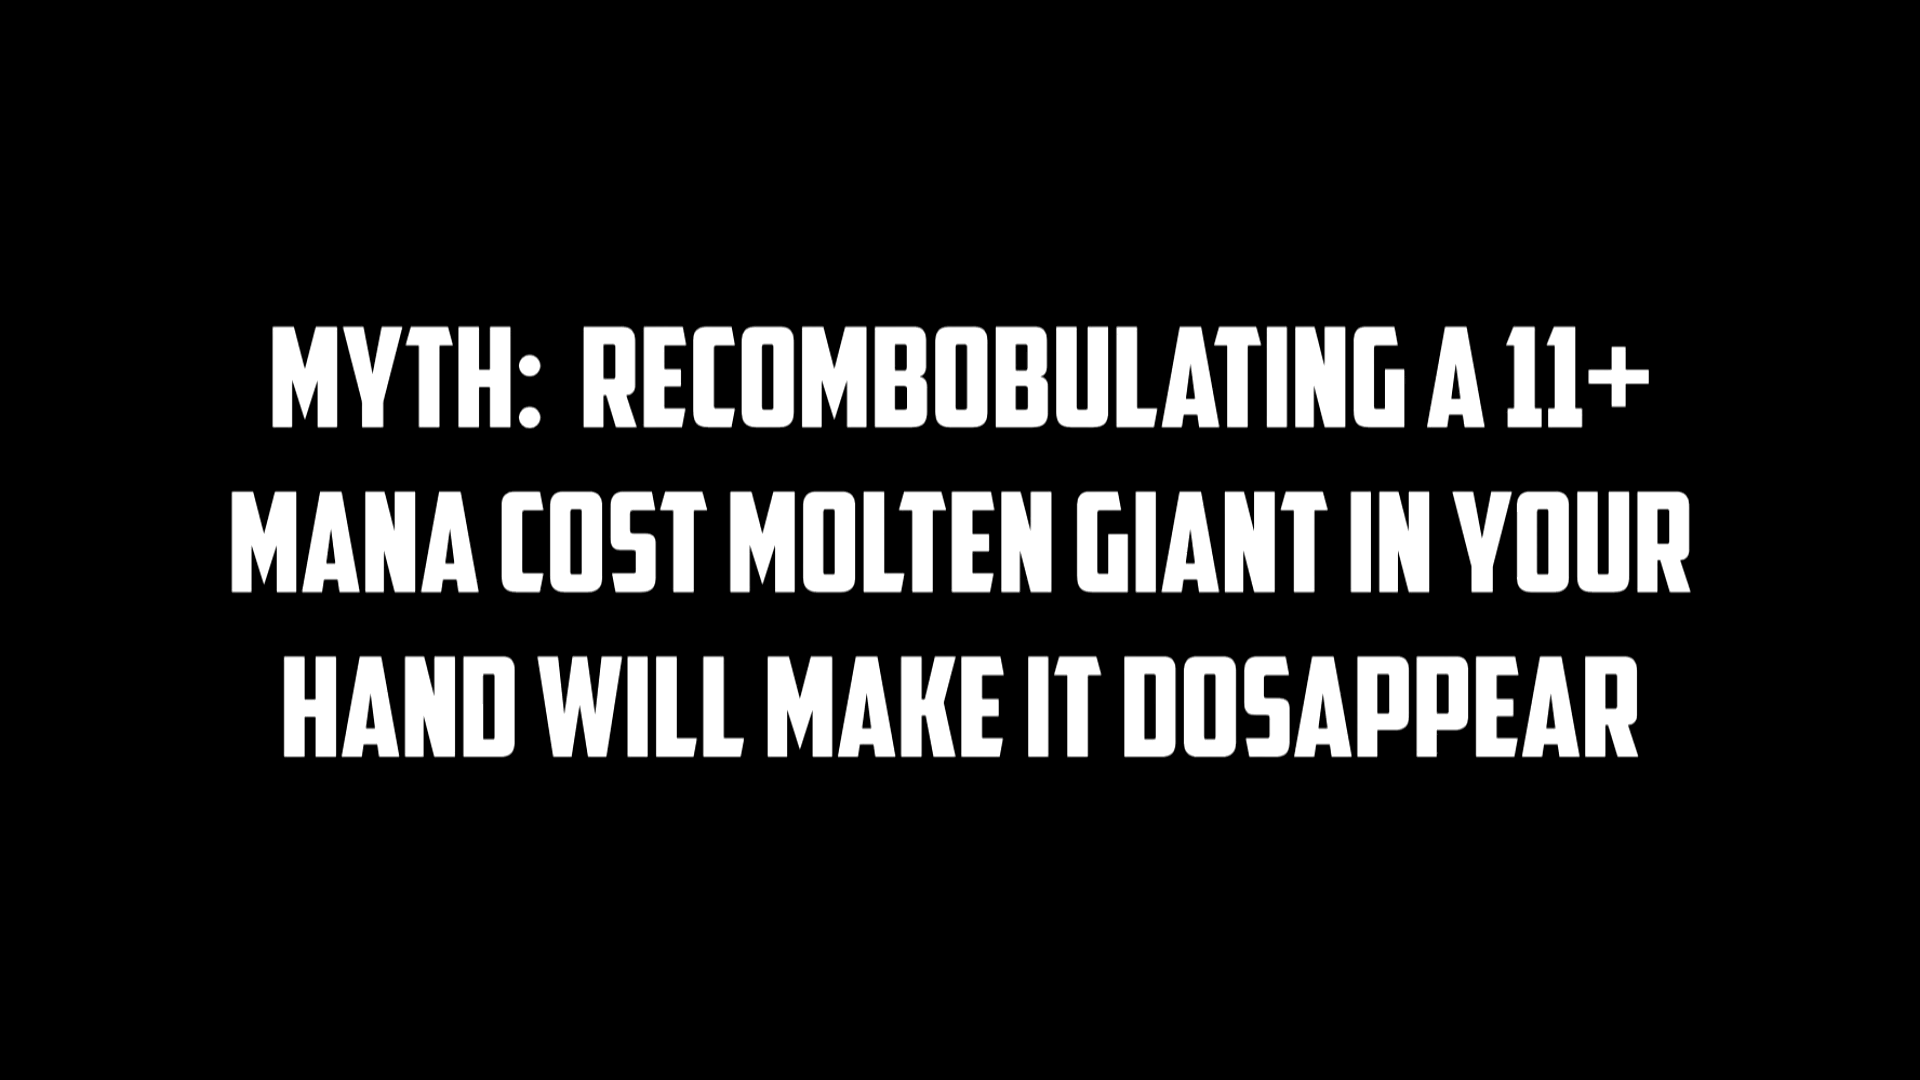 MYTH: RECOMBOBULATING A 11+
MANA COST MOLTEN GIANT IN YOUR
HAND WILL MAKE IT DOSAPPEAR